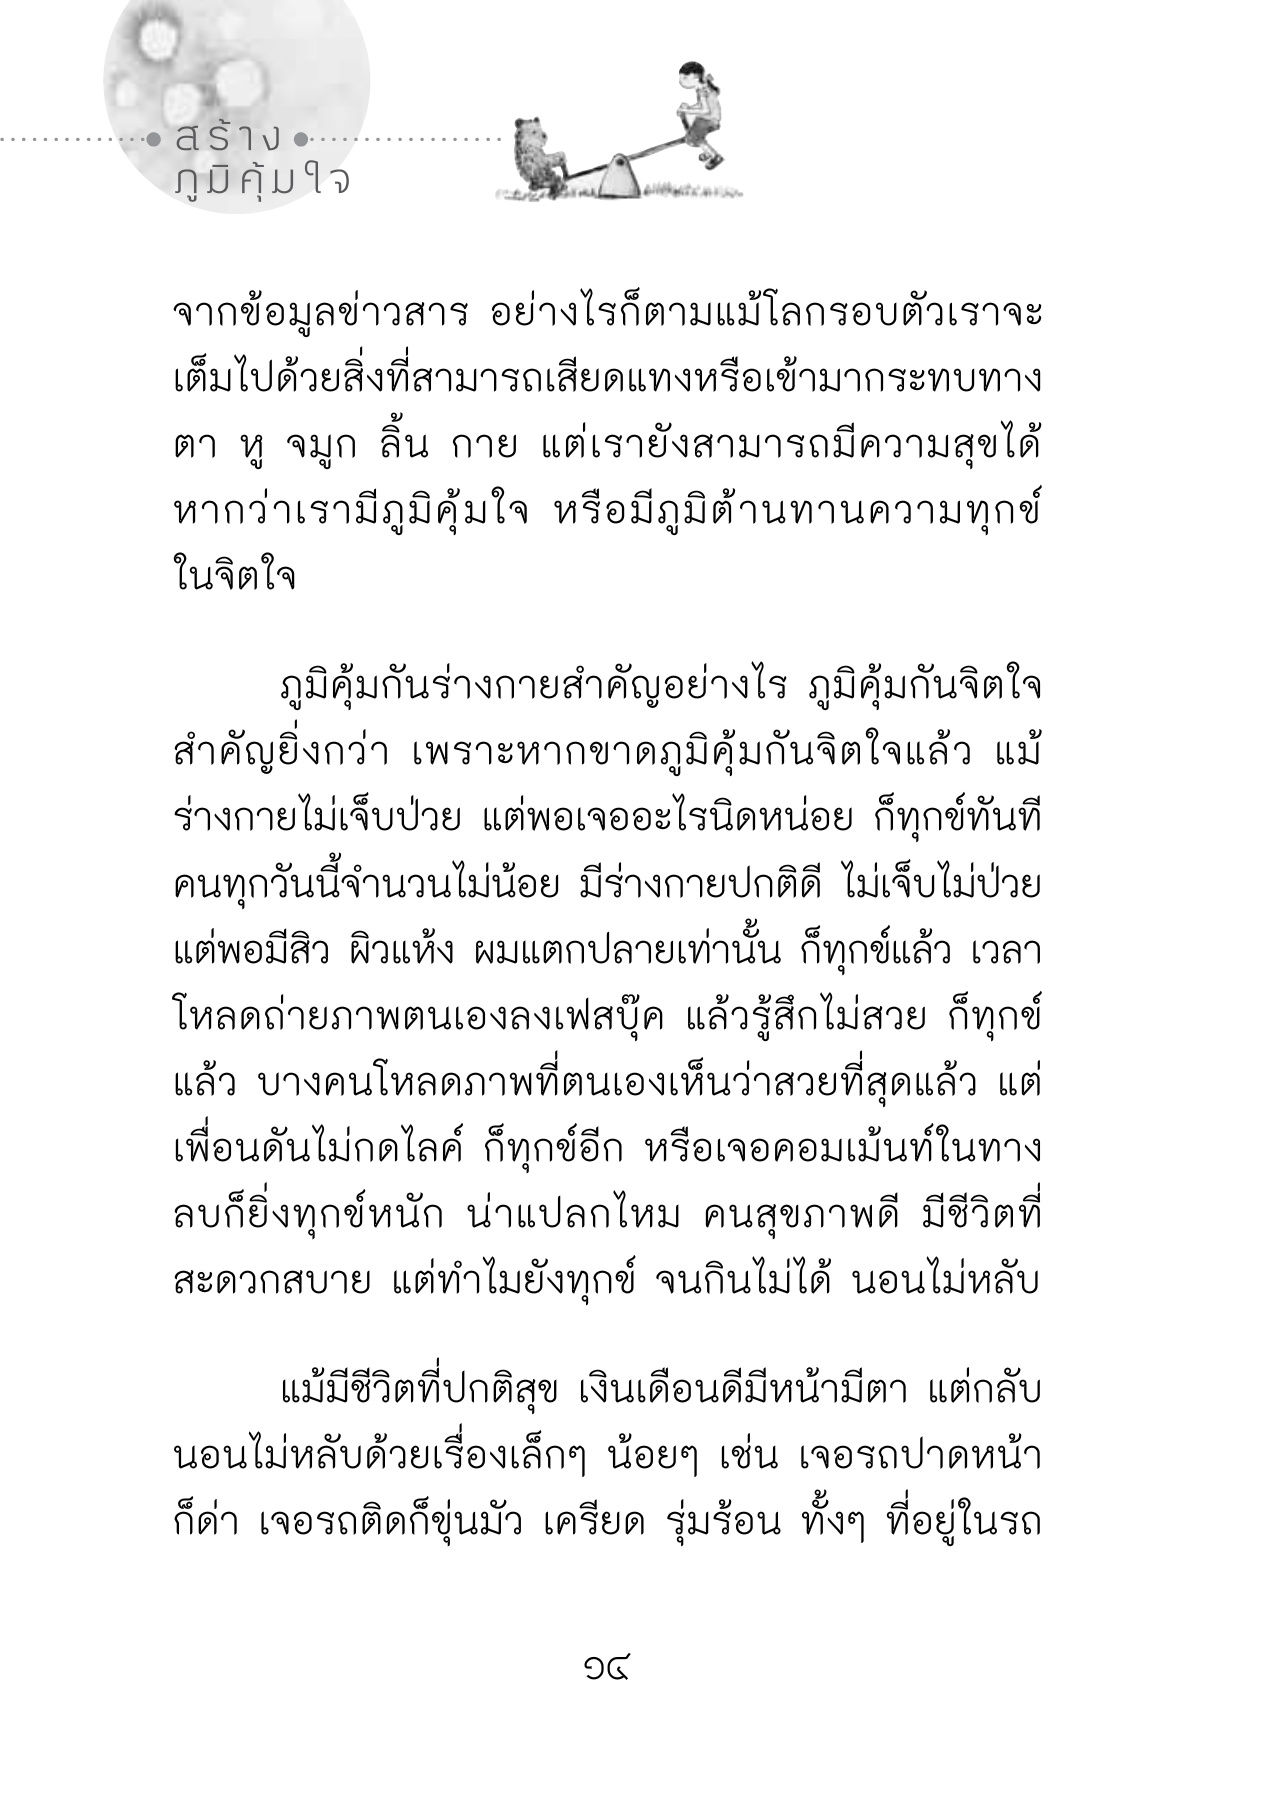 สร้าง
ภูมิคุ้มใจ
จากข้อมูลข่าวสาร อย่างไรก็ตามแม้โลกรอบตัวเราจะ
เต็มไปด้วยสิ่งที่สามารถเสียดแทงหรือเข้ามากระทบทาง
ตา หู จมูก ลิ้น กาย แต่เรายังสามารถมีความสุขได้
หากว่าเรามีภูมิคุ้มใจ หรือมีภูมิต้านทานความทุกข์
ในจิตใจ
ภูมิคุ้มกันร่างกายสำคัญอย่างไร ภูมิคุ้มกันจิตใจ
สำคัญยิ่งกว่า เพราะหากขาดภูมิคุ้มกันจิตใจแล้ว แม้
ร่างกายไม่เจ็บป่วย แต่พอเจออะไรนิดหน่อย ก็ทุกข์ทันที
คนทุกวันนี้จำนวนไม่น้อย มีร่างกายปกติดี ไม่เจ็บไม่ป่วย
แต่พอมีสิว ผิวแห้ง ผมแตกปลายเท่านั้น ก็ทุกข์แล้ว เวลา
โหลดถ่ายภาพตนเองลงเฟสบุ๊ค แล้วรู้สึกไม่สวย ก็ทุกข์
แล้ว บางคนโหลดภาพที่ตนเองเห็นว่าสวยที่สุดแล้ว แต่
เพื่อนดันไม่กดไลค์ ก็ทุกข์อีก หรือเจอคอมเม้นท์ในทาง
ลบก็ยิ่งทุกข์หนัก น่าแปลกไหม คนสุขภาพดี มีชีวิตที่
สะดวกสบาย แต่ทำไมยังทุกข์ จนกินไม่ได้ นอนไม่หลับ
แม้มีชีวิตที่ปกติสุข เงินเดือนดีมีหน้ามีตา แต่กลับ
นอนไม่หลับด้วยเรื่องเล็กๆ น้อยๆ เช่น เจอรถปาดหน้า
ก็ด่า เจอรถติดก็ขุ่นมัว เครียด รุ่มร้อน ทั้งๆ ที่อยู่ในรถ
๑๔